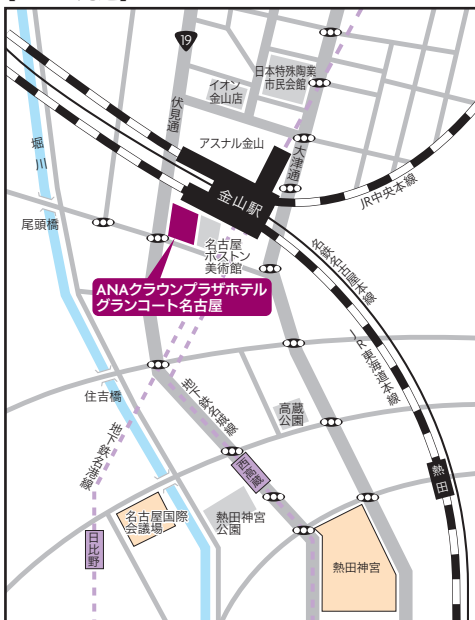 19
日本特殊陶業
市民会館
イオン
金山店
伏見通
アスナル金山
大津通
堀川
金山駅
JR中央本線
尾頭橋
名古屋
ボストン
美術館
名鉄名古屋本線
ANAクラウンプラザホテル
グランコート名古屋
JR東海道本線
住吉橋
地下鉄名城線
高蔵
公園
地下鉄名港線
西高蔵
熱田
名古屋国際
会議場
熱田神宮
公園
日比野
熱田神宮